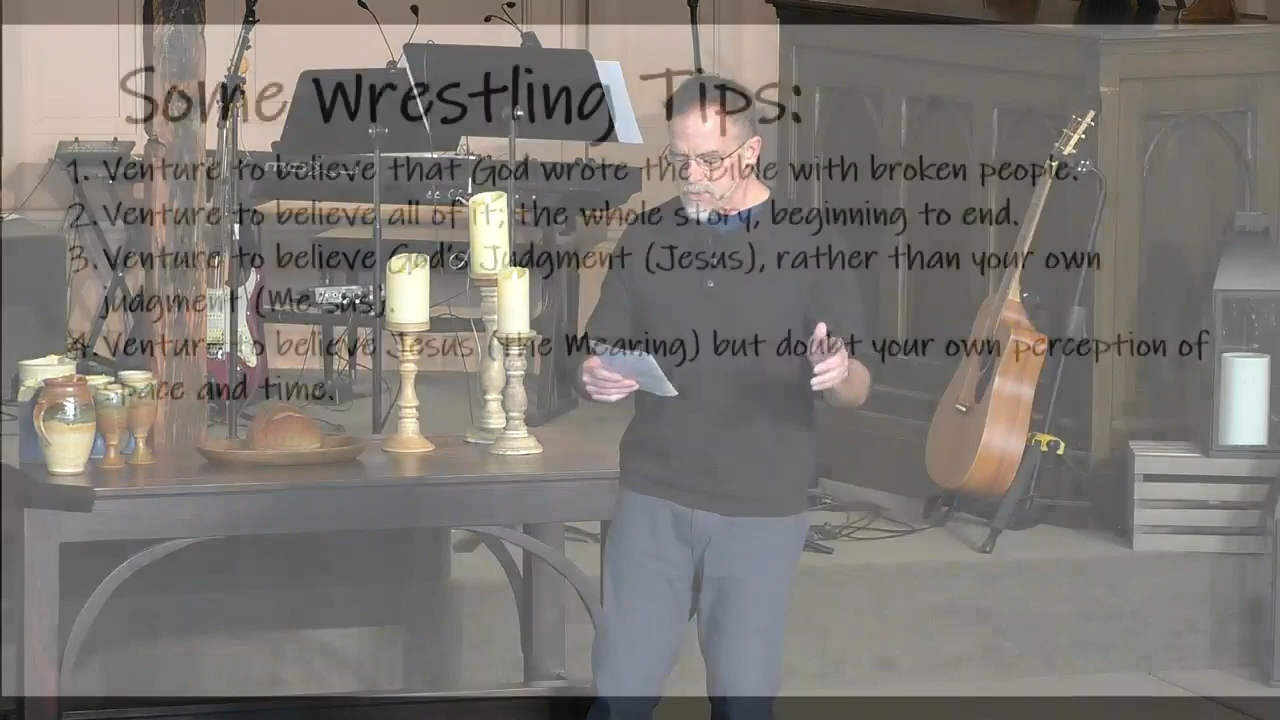 Some Wrestling Tips:
1. Venture to believe that God wrote the Bible with broken people.
2. Venture to believe all of it; the whole story, beginning to end.
3. Venture to believe God's Judgment (Jesus), rather than your own
judgment (Me-sus)
4. Venture to believe Jesus (the Meaning) but doubt your own perception of
space and time.